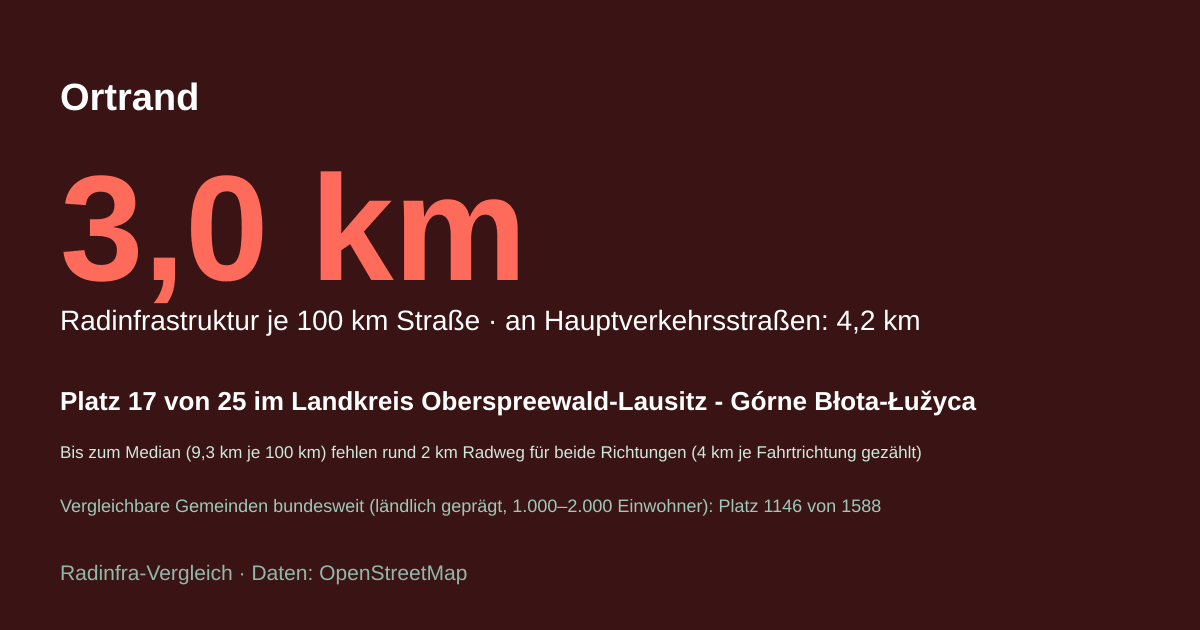 Ortrand
3,0 km
Radinfrastruktur je 100 km Straße · an Hauptverkehrsstraßen: 4,2 km
Platz 17 von 25 im Landkreis Oberspreewald-Lausitz - Górne Błota-Łužyca
Bis zum Median (9,3 km je 100 km) fehlen rund 2 km Radweg für beide Richtungen (4 km je Fahrtrichtung gezählt)
Vergleichbare Gemeinden bundesweit (ländlich geprägt, 1.000–2.000 Einwohner): Platz 1146 von 1588
Radinfra-Vergleich · Daten: OpenStreetMap